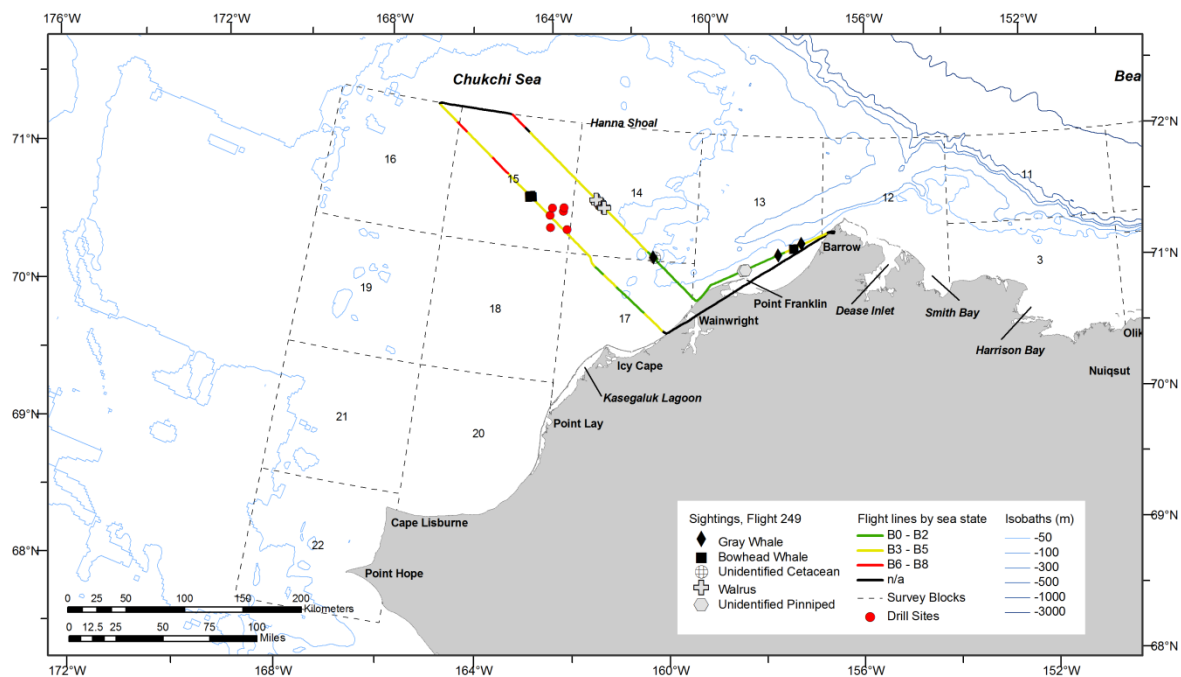 176°W 172°W 168°W 164°W 160°W 156°W 152°W
72°N
71°N
71°N
70°N
70°N
69°N
69°N
68°N
68°N
Chukchi Sea
Bea
Hanna Shoal
16
15
14
13
12
11
3
19
18
17
21
20
22
Barrow
Point Franklin
Wainwright
Dease Inlet
Smith Bay
Harrison Bay
Olik
Nuiqsut
Icy Cape
Kasegaluk Lagoon
Point Lay
Cape Lisburne
Point Hope
0 25 50 100 150 200
Kilometers
0 12.5 25 50 75 100
Miles
Sightings, Flight 249
Gray Whale
Bowhead Whale
Unidentified Cetacean
Walrus
Unidentified Pinniped
Flight lines by sea state
B0 - B2
B3 - B5
B6 - B8
n/a
Survey Blocks
Drill Sites
Isobaths (m)
-50
-100
-300
-500
-1000
-3000
172°W 168°W 164°W 160°W 156°W 152°W